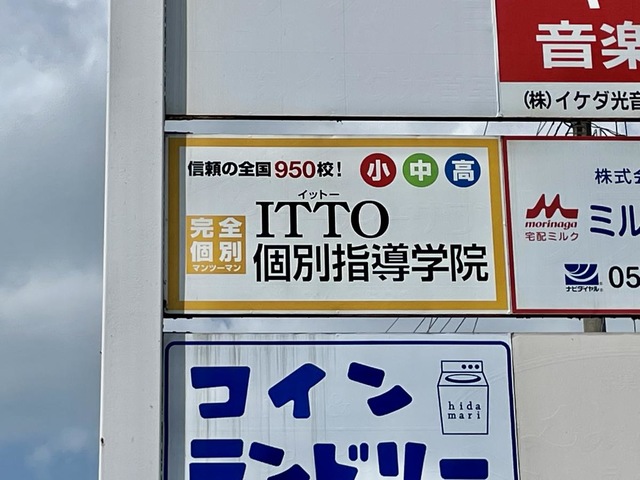 音楽
(株)イケダ光音
信頼の全国950校!
小 中 高
イットー
ITTO
完全
個別
マンツーマン
個別指導学院
株式会
morinaga
宅配ミルク
ミル
ナビダイヤル
05
コイン
ランドリー
hida
mari